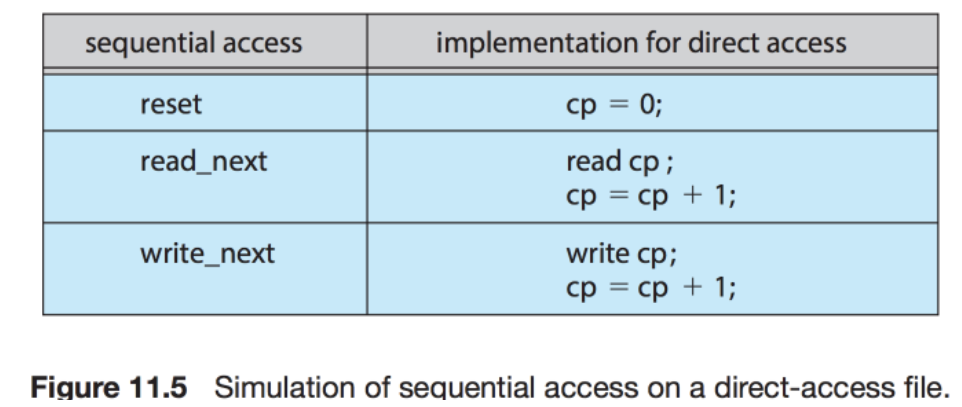 sequential access implementation for direct access
reset cp = 0;
read_next read cp ;
cp = cp + 1;
write_next write cp;
cp = cp + 1;
Figure 11.5 Simulation of sequential access on a direct-access file.